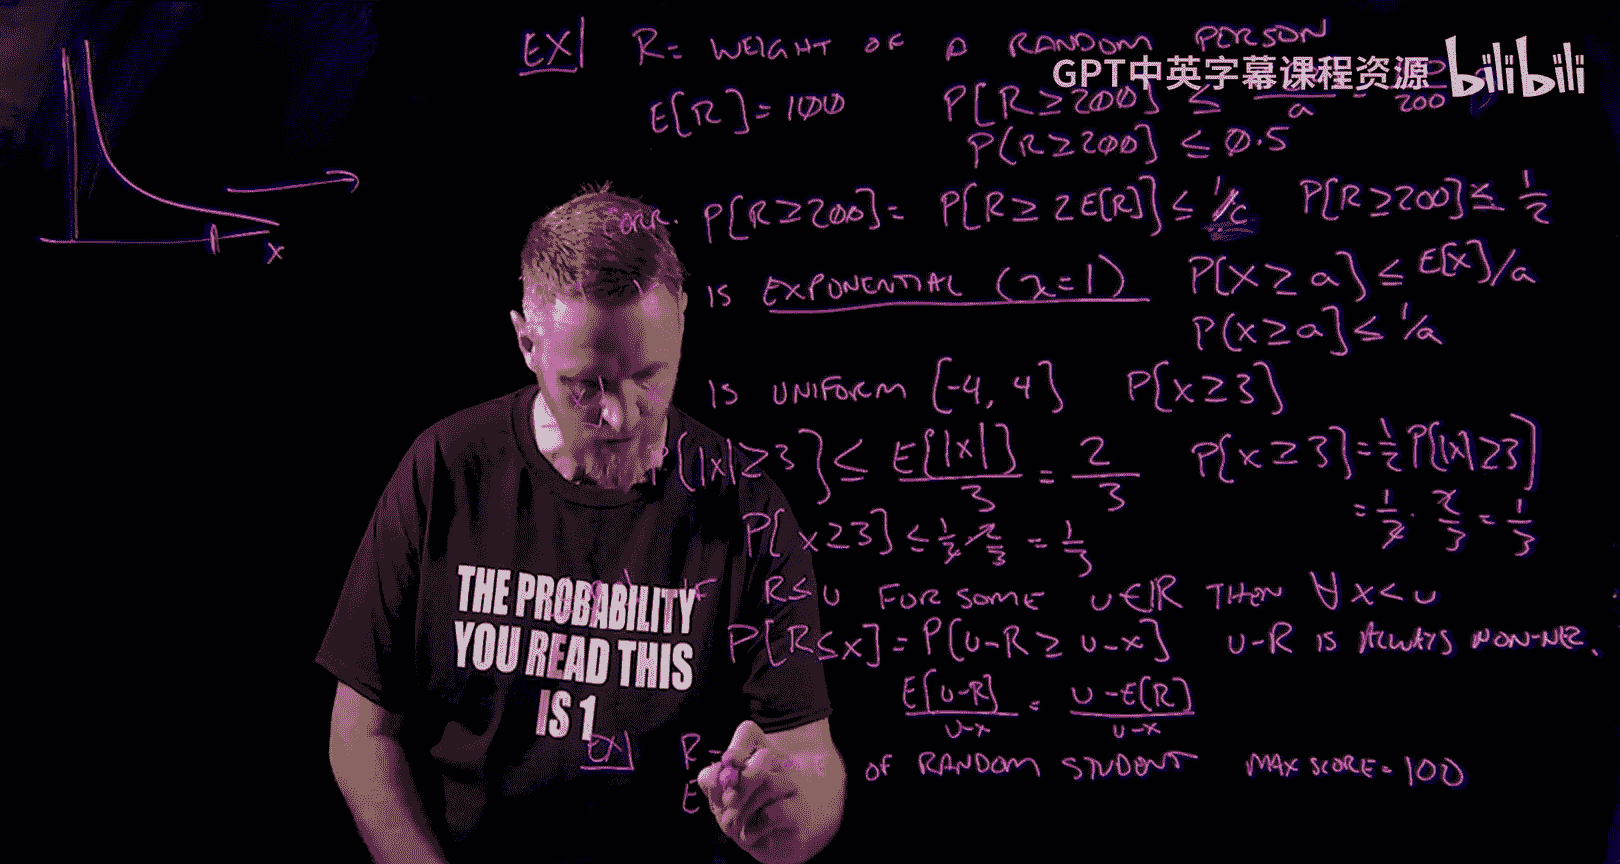 EX| R = WEIGHT OF A RANDOM PERSON
GPT中英字幕课程资源 bilibili
E[R] = 100 P[R ≥ 200] ≤ /a = /200
P[R ≥ 200] ≤ 0.5
CORR. P[R ≥ 200] = P[R ≥ 2E[R]] ≤ 1/c P[R ≥ 200] ≤ 1/2
IS EXPONENTIAL (λ=1) P[X ≥ a] ≤ E[X]/a
P[X ≥ a] ≤ 1/a
X
IS UNIFORM [-4, 4] P[X ≥ 3]
P[|X| ≥ 3] ≤ E[|X|]/3 = 2/3 P[X ≥ 3] = 1/2 P[|X| ≥ 3]
= 1/2 · 2/3 = 1/3
P[X ≥ 3] ≤ 1/2 · 2/3 = 1/3
IF R ≤ U FOR SOME U ∈ ℝ THEN ∀ X < U
P[R ≤ X] = P[U-R ≥ U-X] U-R IS ALWAYS NON-NEG.
E[U-R]/U-X = U-E[R]/U-X
EX| R = OF RANDOM STUDENT MAX SCORE = 100
E
THE PROBABILITY
YOU READ THIS
IS 1